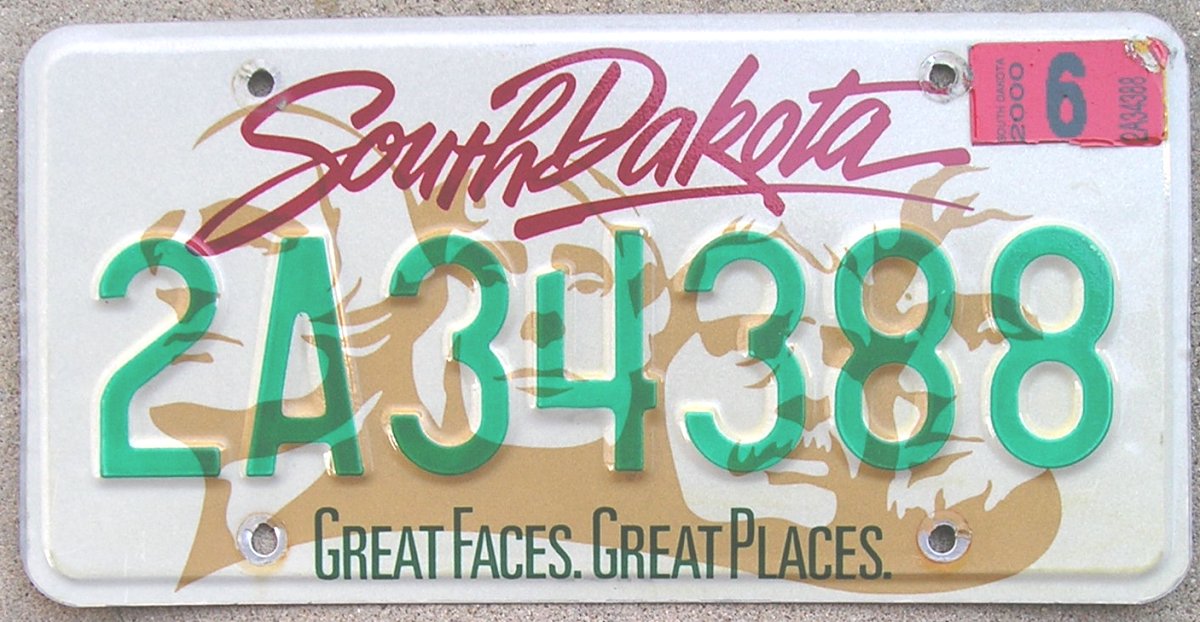 South Dakota
SOUTH DAKOTA
2000
6
2A34388
2A34388
GREAT FACES. GREAT PLACES.